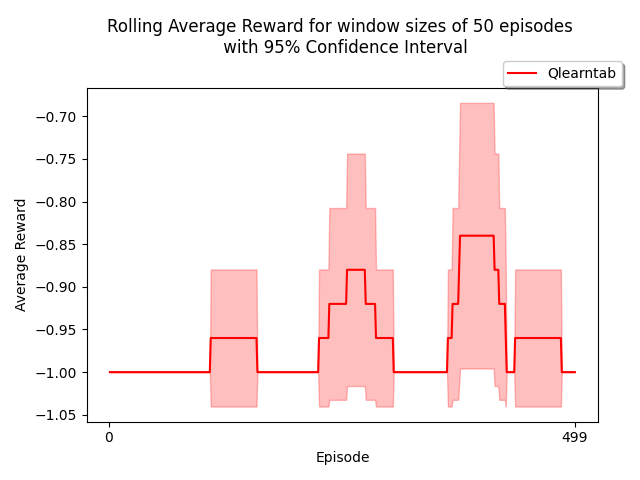 Rolling Average Reward for window sizes of 50 episodes
with 95% Confidence Interval
Qlearntab
−0.70
−0.75
−0.80
−0.85
−0.90
−0.95
−1.00
−1.05
Average Reward
0
499
Episode